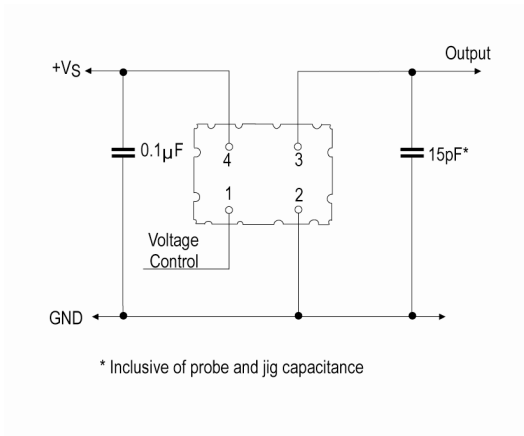 Output
+VS
0.1µF
4
3
15pF*
1
2
Voltage
Control
GND
* Inclusive of probe and jig capacitance